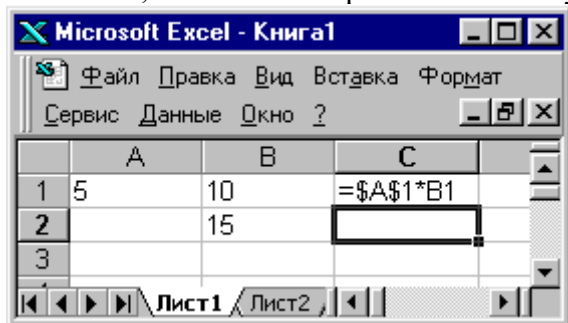 Microsoft Excel - Книга1
Файл Правка Вид Вставка Формат
Сервис Данные Окно ?
A B C
1 5 10 =$A$1*B1
2 15
3
Лист1 Лист2